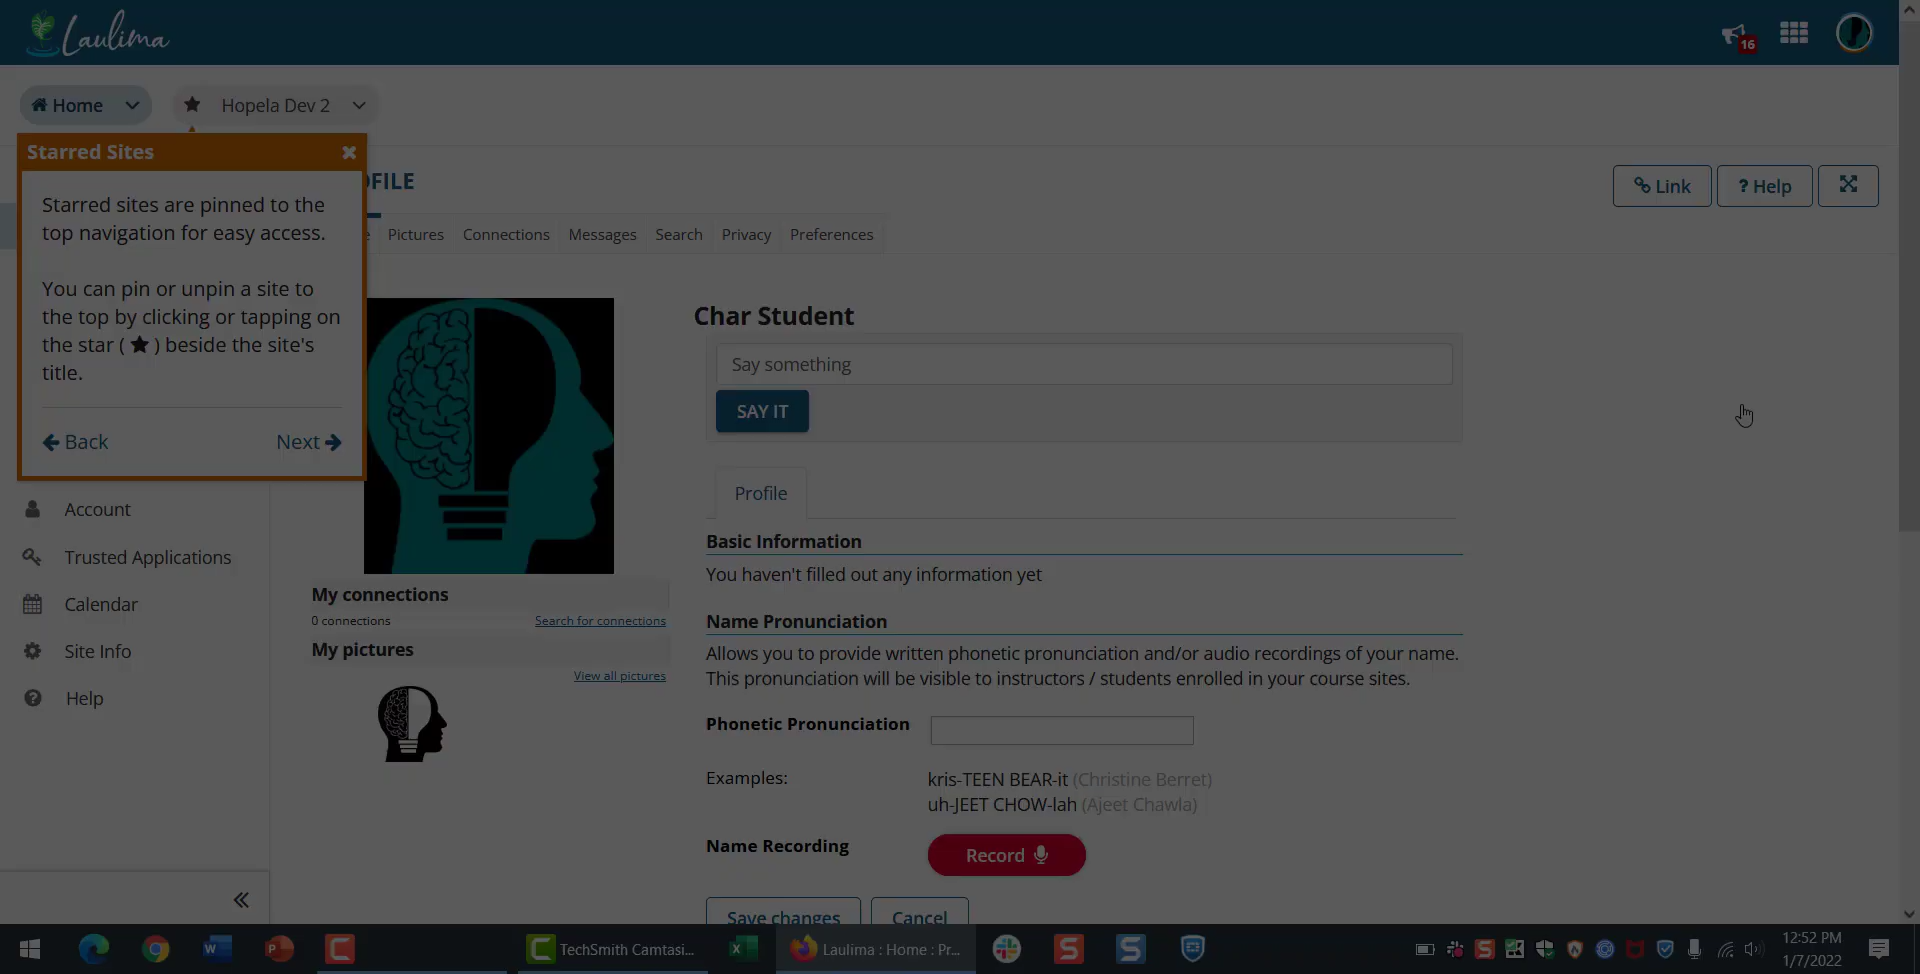 Laulima
16
Home
Hopela Dev 2
Starred Sites
Starred sites are pinned to the
top navigation for easy access.
You can pin or unpin a site to
the top by clicking or tapping on
the star ( ★ ) beside the site's
title.
Back
Next
OFILE
Link
? Help
e Pictures Connections Messages Search Privacy Preferences
Char Student
Say something
SAY IT
Profile
Basic Information
You haven't filled out any information yet
Name Pronunciation
Allows you to provide written phonetic pronunciation and/or audio recordings of your name.
This pronunciation will be visible to instructors / students enrolled in your course sites.
Phonetic Pronunciation
Examples:
kris-TEEN BEAR-it (Christine Berret)
uh-JEET CHOW-lah (Ajeet Chawla)
Name Recording
Record
Save changes
Cancel
My connections
0 connections
Search for connections
My pictures
View all pictures
Account
Trusted Applications
Calendar
Site Info
Help
TechSmith Camtasi...
Laulima : Home : Pr...
12:52 PM
1/7/2022